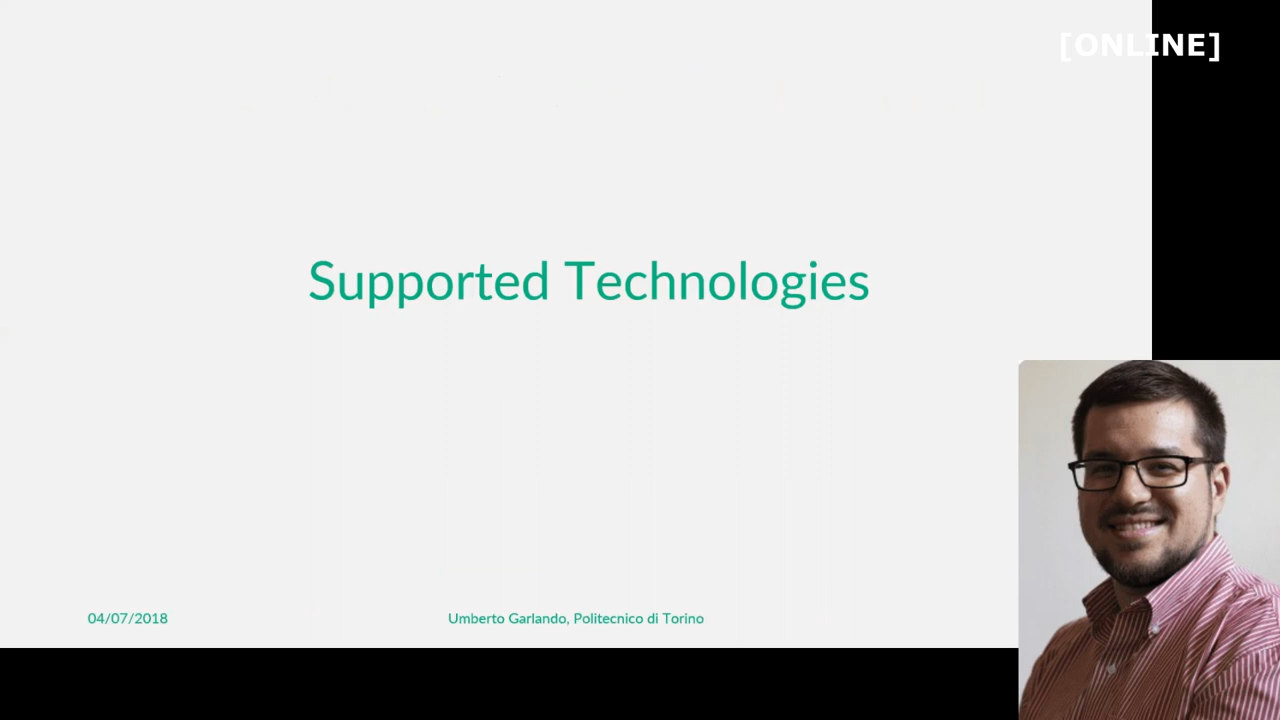 [ONLINE]
Supported Technologies
04/07/2018
Umberto Garlando, Politecnico di Torino